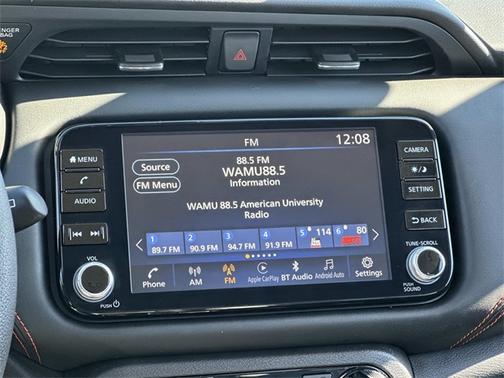 ENGER
BAG
FM
12:08
MENU
Source
FM Menu
88.5 FM
WAMU88.5
Information
CAMERA
AUDIO
WAMU 88.5 American University
Radio
SETTING
BACK
1 2 3 4 5 114 6 80
89.7 FM 90.9 FM 94.7 FM 91.9 FM
VOL
TUNE-SCROLL
Phone AM FM Apple CarPlay BT Audio Android Auto Settings
PUSH
PUSH
SOUND